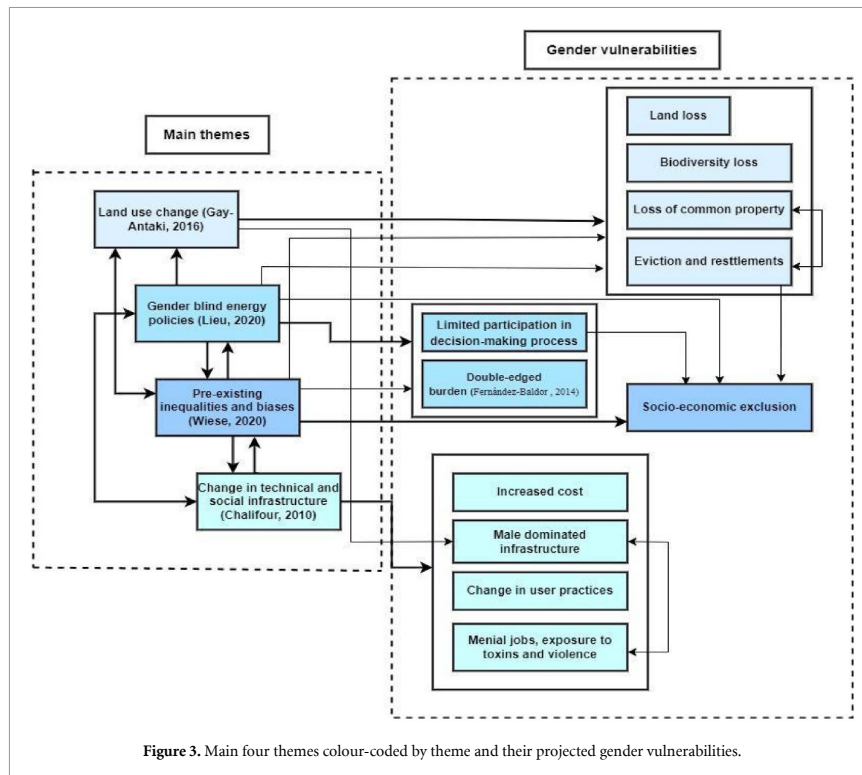 Gender vulnerabilities
Main themes
Land use change (Gay-
Antaki, 2016)
Gender blind energy
policies (Lieu, 2020)
Pre-existing
inequalities and biases
(Wiese, 2020)
Change in technical and
social infrastructure
(Chalifour, 2010)
Land loss
Biodiversity loss
Loss of common property
Eviction and resttlements
Limited participation in
decision-making process
Double-edged
burden (Fernández-Baldor , 2014)
Socio-economic exclusion
Increased cost
Male dominated
infrastructure
Change in user practices
Menial jobs, exposure to
toxins and violence
Figure 3. Main four themes colour-coded by theme and their projected gender vulnerabilities.